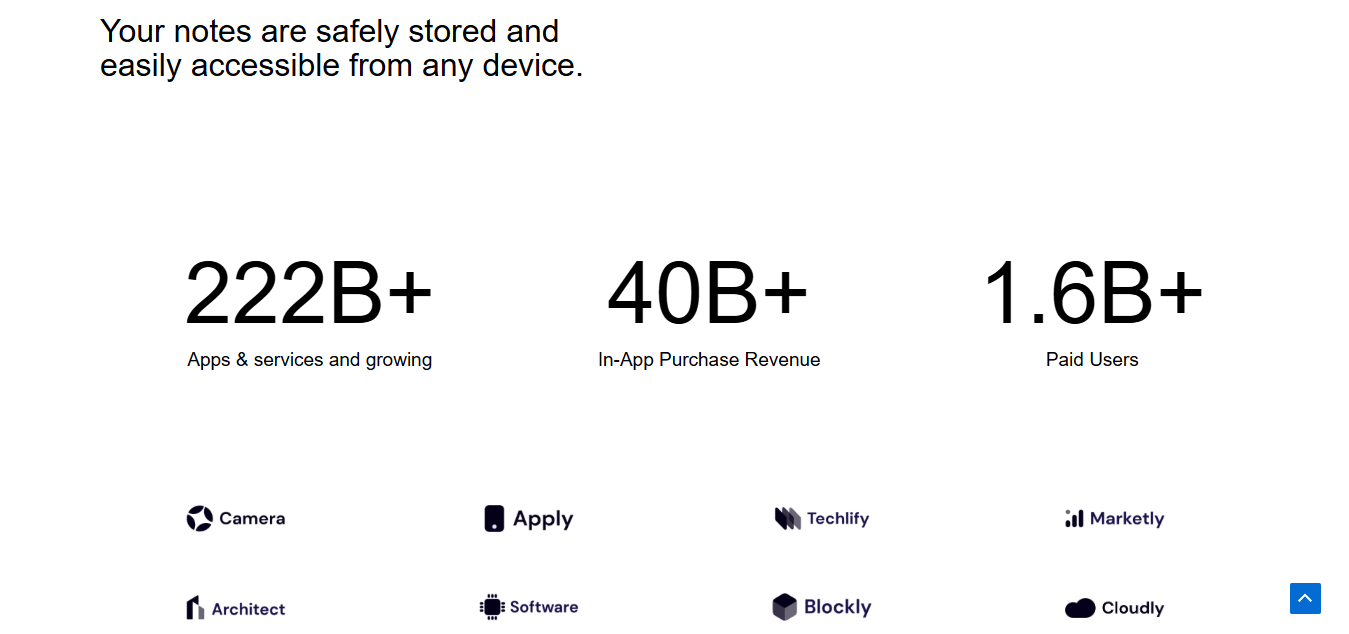 Your notes are safely stored and
easily accessible from any device.
222B+ 40B+ 1.6B+
Apps & services and growing In-App Purchase Revenue Paid Users
Camera Apply Techlify Marketly
Architect Software Blockly Cloudly